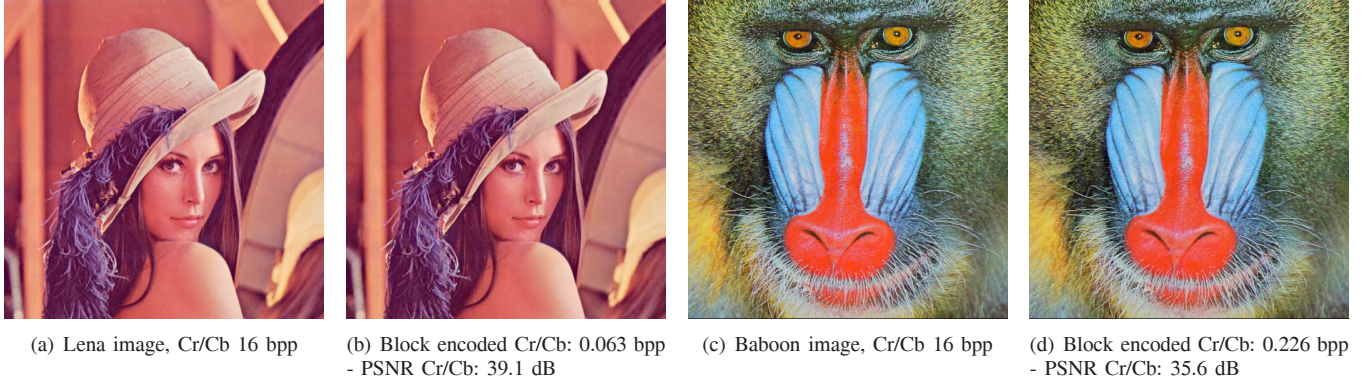 (a) Lena image, Cr/Cb 16 bpp
(b) Block encoded Cr/Cb: 0.063 bpp
- PSNR Cr/Cb: 39.1 dB
(c) Baboon image, Cr/Cb 16 bpp
(d) Block encoded Cr/Cb: 0.226 bpp
- PSNR Cr/Cb: 35.6 dB